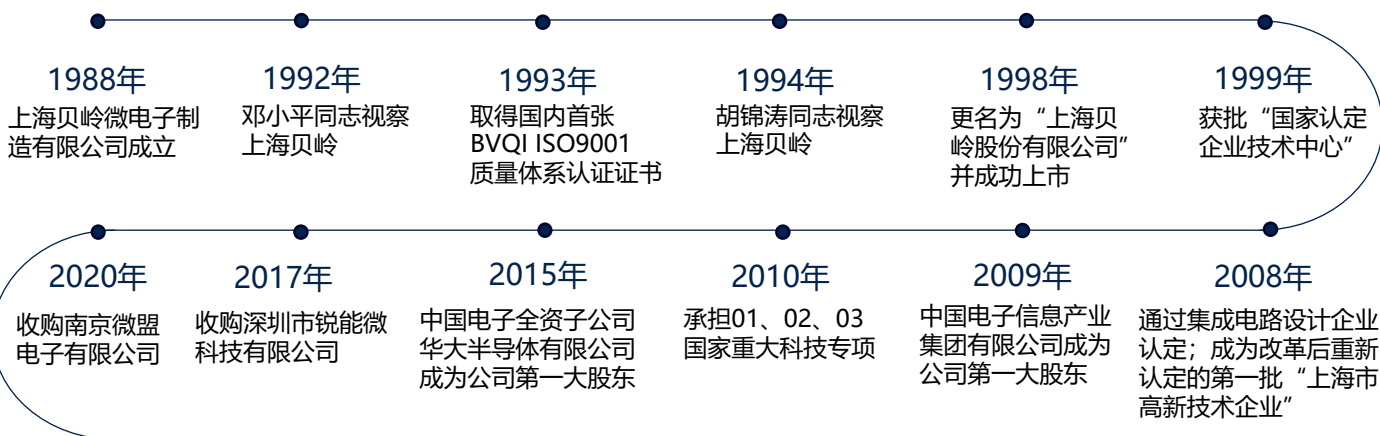 1988年
上海贝岭微电子制
造有限公司成立
1992年
邓小平同志视察
上海贝岭
1993年
取得国内首张
BVQI ISO9001
质量体系认证证书
1994年
胡锦涛同志视察
上海贝岭
1998年
更名为“上海贝
岭股份有限公司”
并成功上市
1999年
获批“国家认定
企业技术中心”
2008年
通过集成电路设计企业
认定；成为改革后重新
认定的第一批“上海市
高新技术企业”
2009年
中国电子信息产业
集团有限公司成为
公司第一大股东
2010年
承担01、02、03
国家重大科技专项
2015年
中国电子全资子公司
华大半导体有限公司
成为公司第一大股东
2017年
收购深圳市锐能微
科技有限公司
2020年
收购南京微盟
电子有限公司